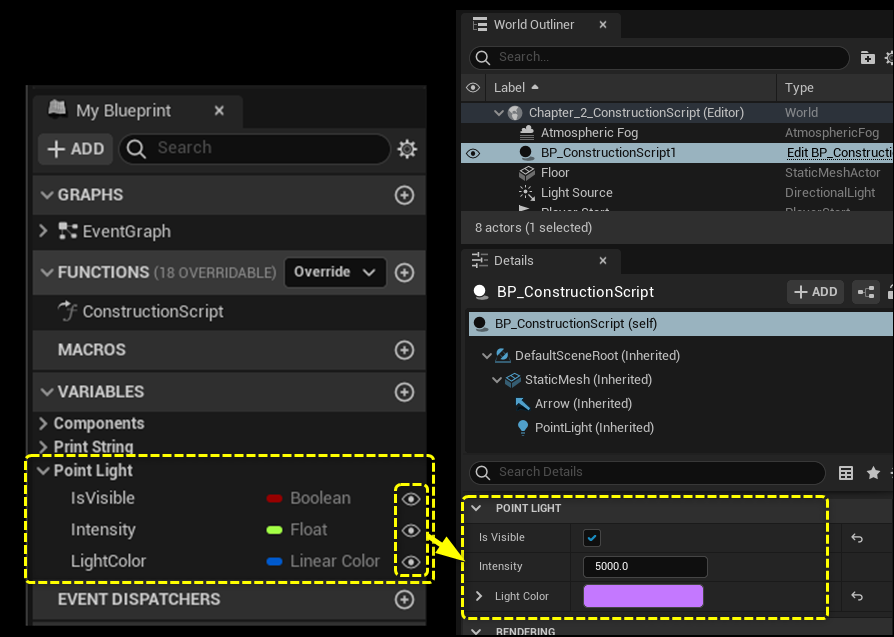 My Blueprint
ADD
Search
GRAPHS
EventGraph
FUNCTIONS (18 OVERRIDABLE) Override
ConstructionScript
MACROS
VARIABLES
Components
Print String
Point Light
IsVisible Boolean
Intensity Float
LightColor Linear Color
EVENT DISPATCHERS
World Outliner
Search...
Label Type
Chapter_2_ConstructionScript (Editor) World
Atmospheric Fog AtmosphericFog
BP_ConstructionScript1 Edit BP_Constructi
Floor StaticMeshActor
Light Source DirectionalLight
Player Start PlayerStart
8 actors (1 selected)
Details
BP_ConstructionScript
ADD
BP_ConstructionScript (self)
DefaultSceneRoot (Inherited)
StaticMesh (Inherited)
Arrow (Inherited)
PointLight (Inherited)
Search Details
POINT LIGHT
Is Visible
Intensity 5000.0
Light Color
RENDERING